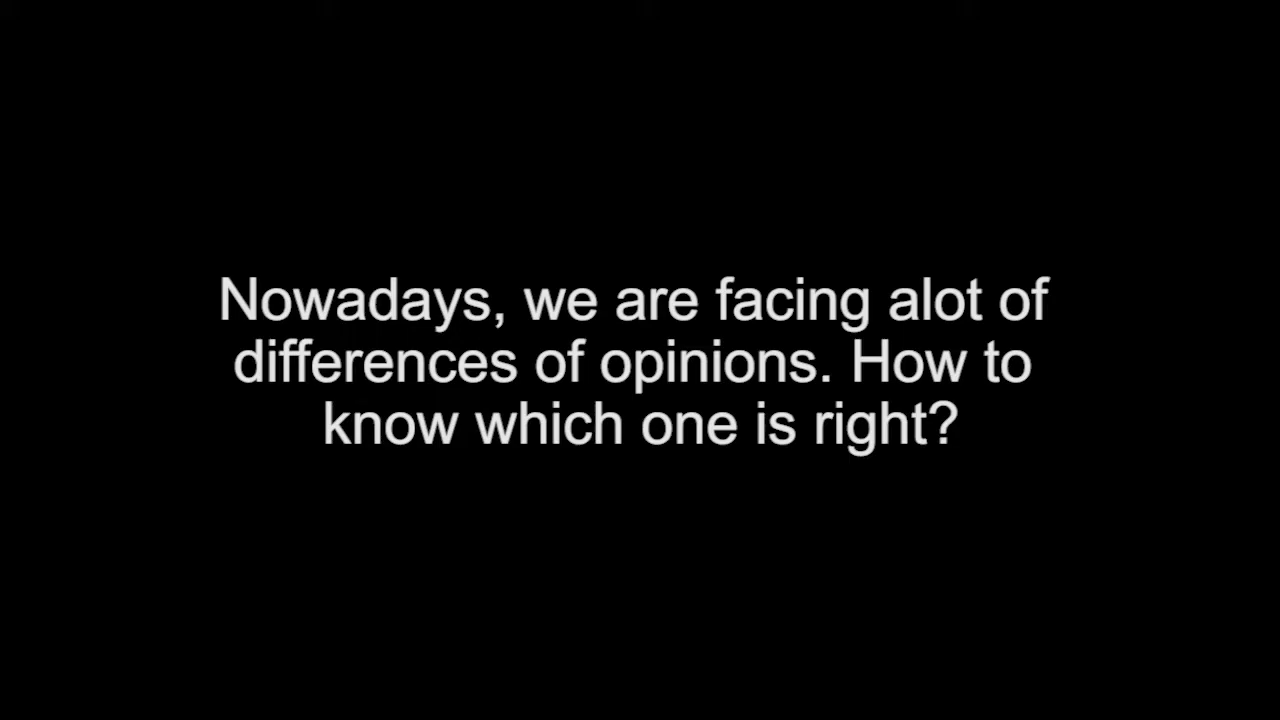 Nowadays, we are facing alot of
differences of opinions. How to
know which one is right?